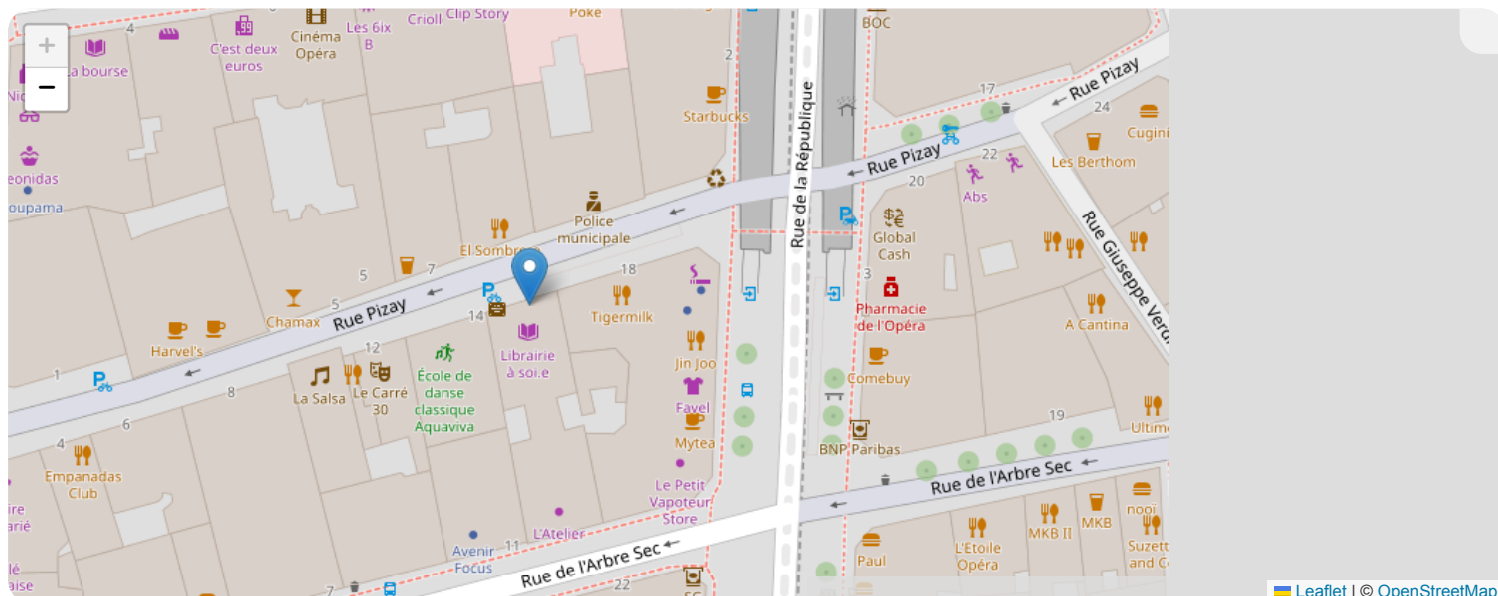 +
−
4
La bourse
C'est deux
euros
Cinéma
Opéra
Les 6ix
B
Crioll
Clip Story
Poke
2
BOC
Starbucks
17
Rue Pizay
24
Cugini
Les Berthom
Rue Pizay
22
20
Abs
Rue de la République
Police
municipale
El Sombre
5
7
18
Global
Cash
3
Rue Giuseppe Verdi
Pharmacie
de l'Opéra
A Cantina
Chamax
5
Rue Pizay
14
Tigermilk
Harvel's
12
Librairie
à soi.e
Jin Joo
Comebuy
1
8
La Salsa
Le Carré
30
École de
danse
classique
Aquaviva
Favel
Mytea
19
Ultime
BNP Paribas
4
6
Empanadas
Club
Le Petit
Vapoteur
Store
Rue de l'Arbre Sec
nooï
MKB
MKB II
L'Atelier
11
Avenir
Focus
Rue de l'Arbre Sec
Paul
L'Etoile
Opéra
Suzett
and C
7
22
Leaflet | © OpenStreetMap